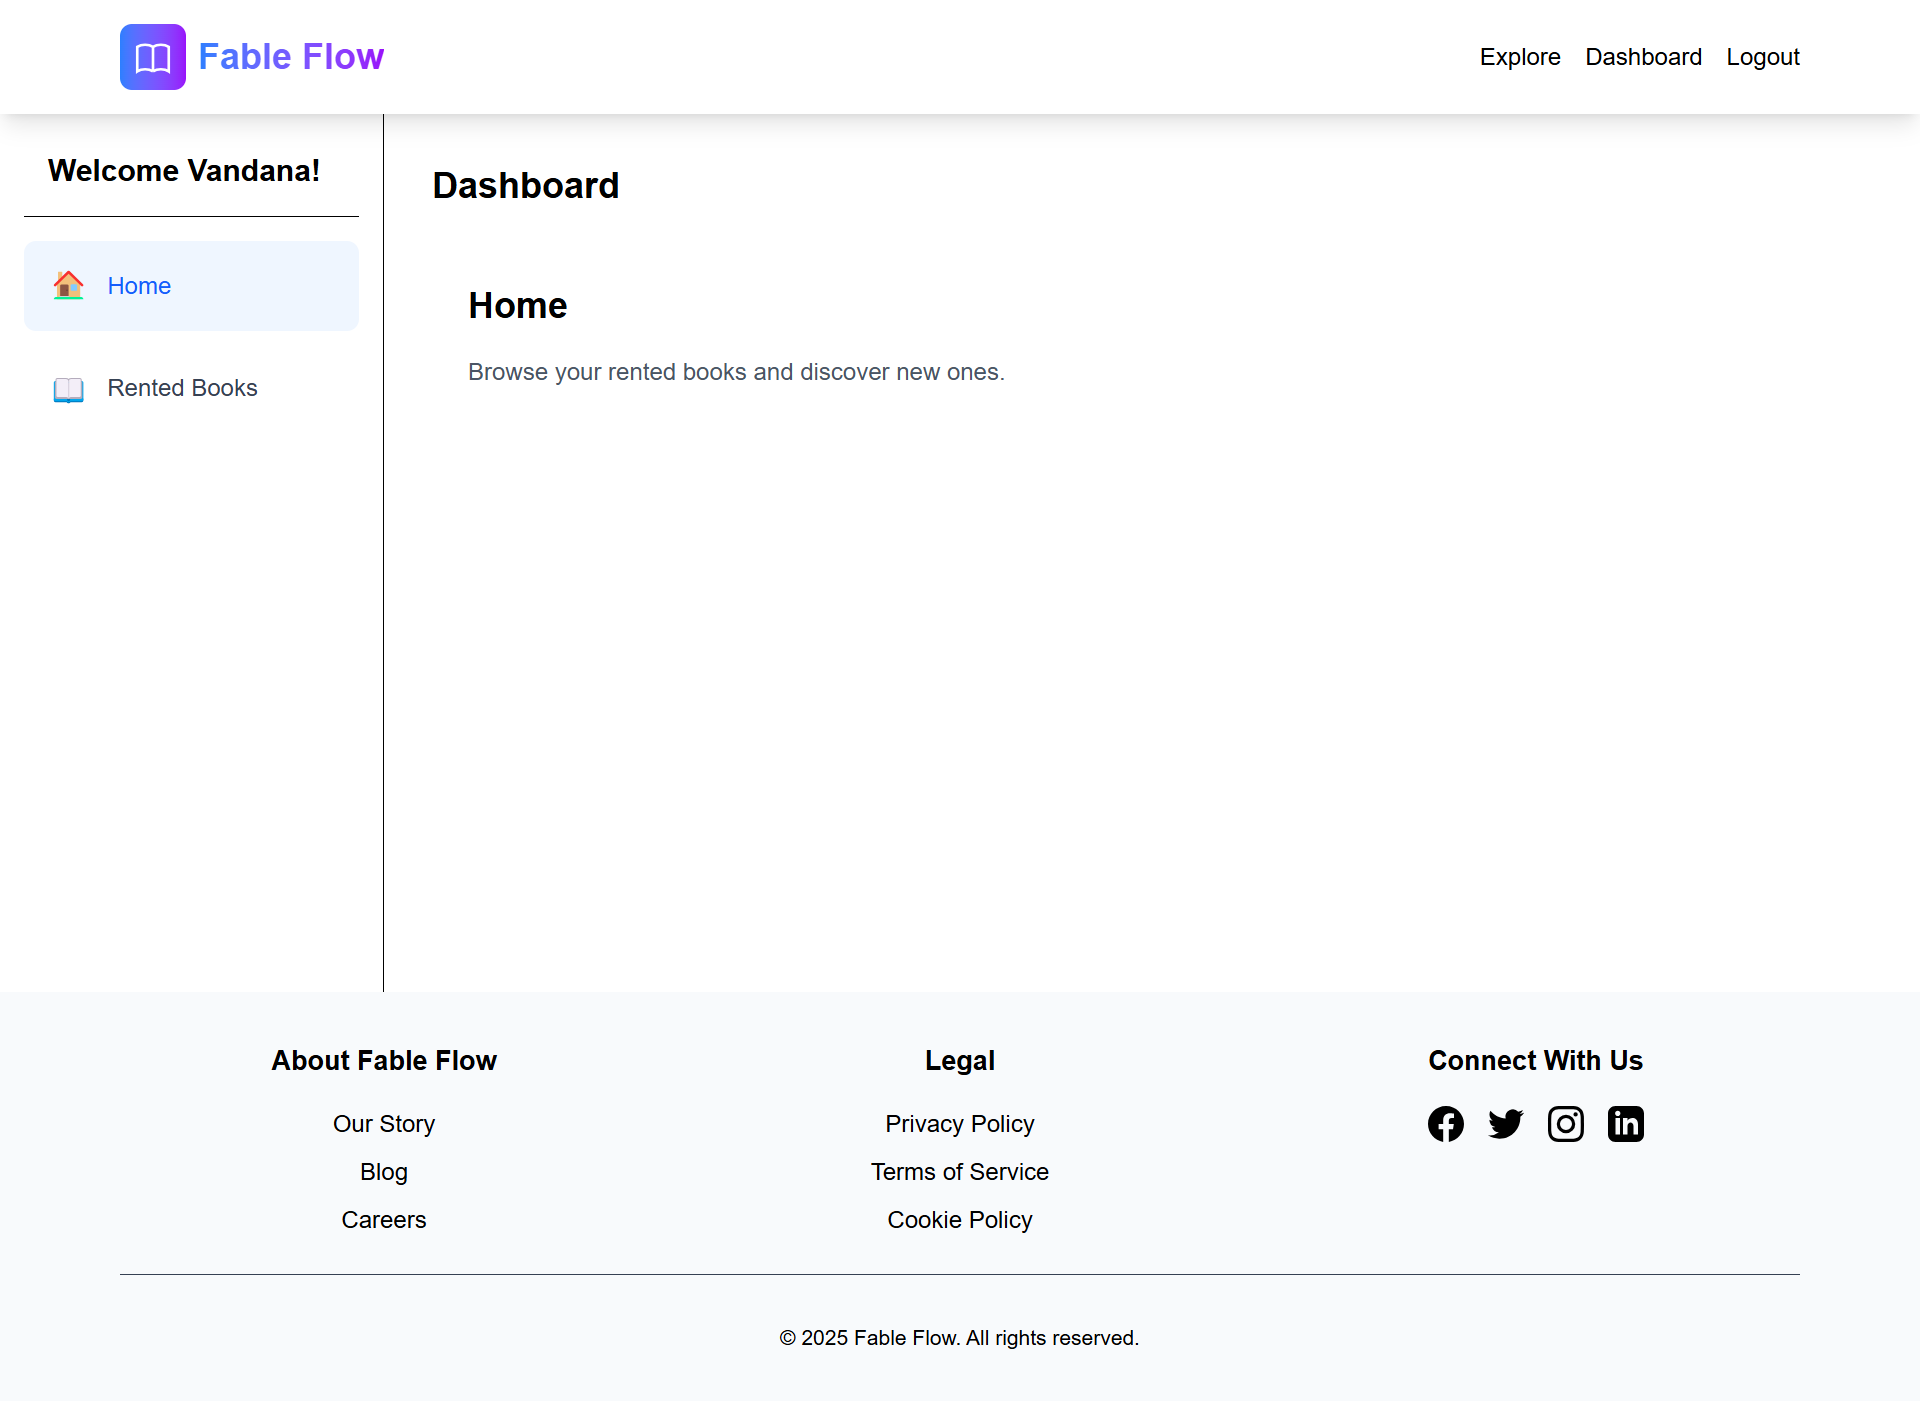 Fable Flow
Explore Dashboard Logout
Welcome Vandana!
Home
Rented Books
Dashboard
Home
Browse your rented books and discover new ones.
About Fable Flow
Our Story
Blog
Careers
Legal
Privacy Policy
Terms of Service
Cookie Policy
Connect With Us
© 2025 Fable Flow. All rights reserved.